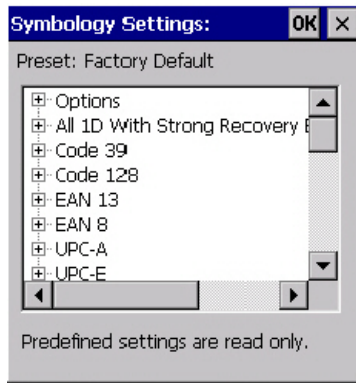 Symbology Settings: OK ×
Preset: Factory Default
Options
All 1D With Strong Recovery
Code 39
Code 128
EAN 13
EAN 8
UPC-A
UPC-E
Predefined settings are read only.